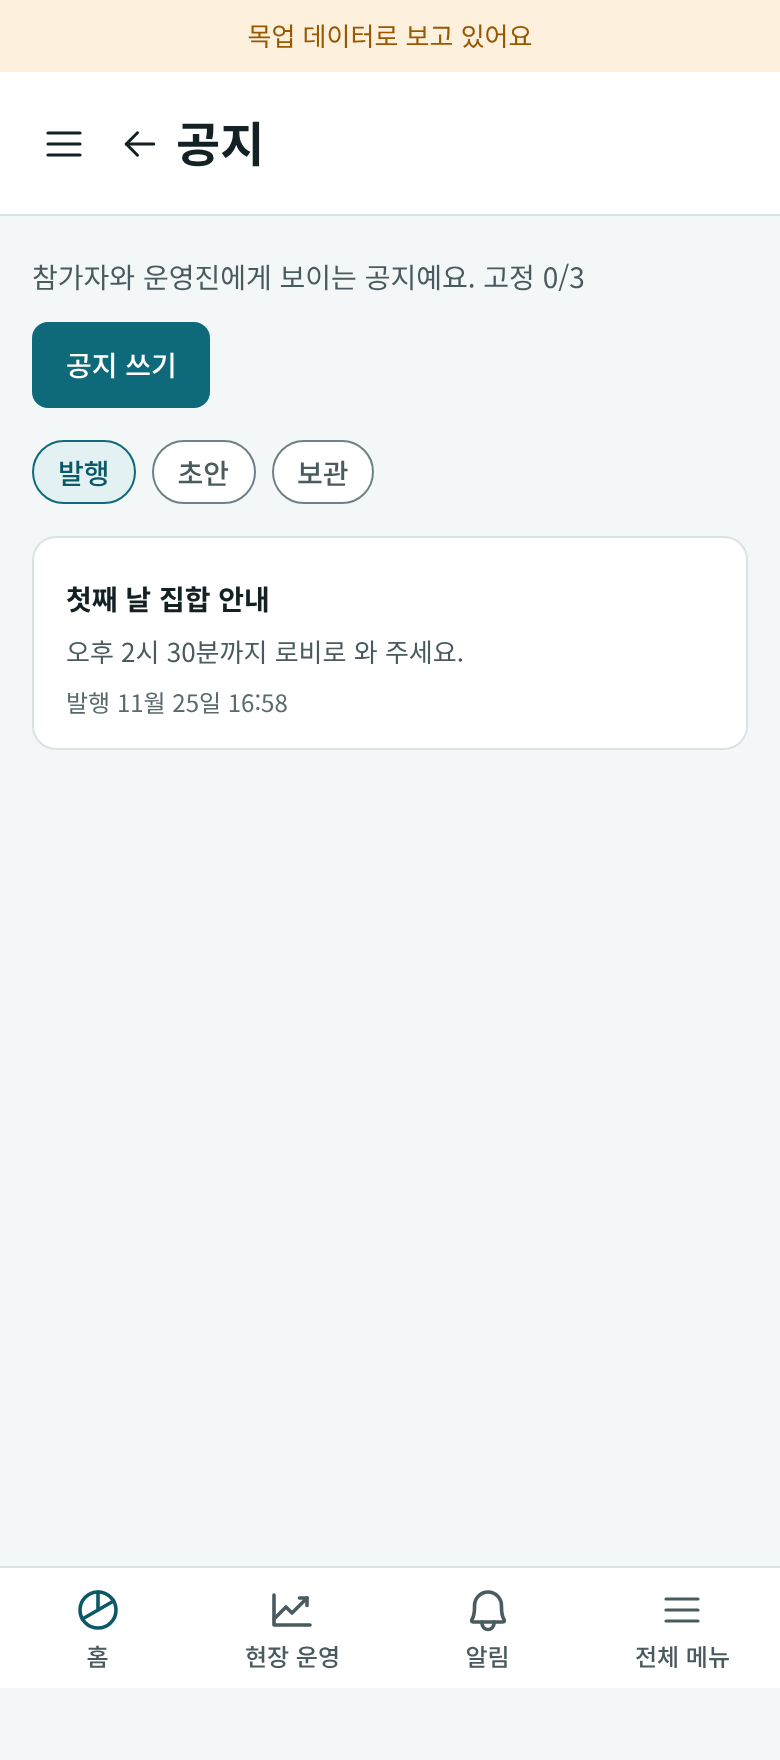 목업 데이터로 보고 있어요
공지
참가자와 운영진에게 보이는 공지예요. 고정 0/3
공지 쓰기
발행
초안
보관
첫째 날 집합 안내
오후 2시 30분까지 로비로 와 주세요.
발행 11월 25일 16:58
홈
현장 운영
알림
전체 메뉴